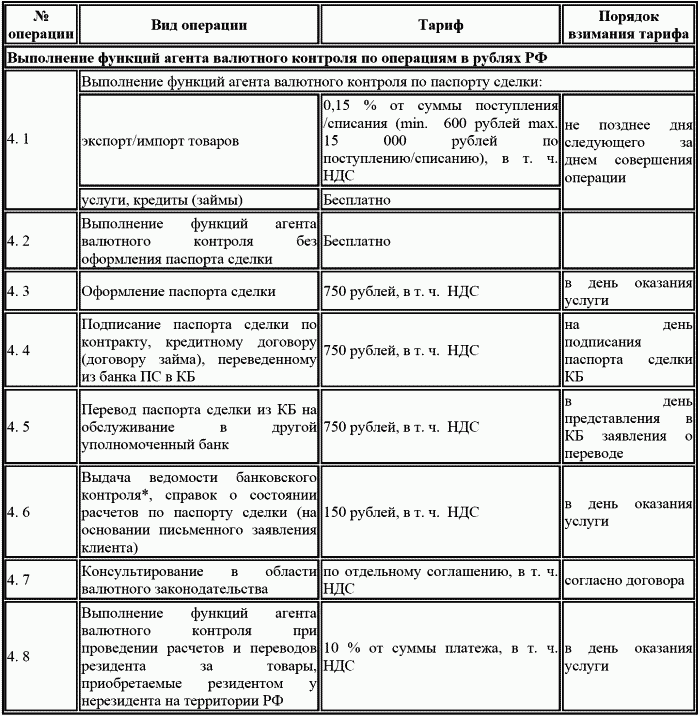 № операции
Вид операции
Тариф
Порядок взимания тарифа
Выполнение функций агента валютного контроля по операциям в рублях РФ
4. 1
Выполнение функций агента валютного контроля по паспорту сделки:
экспорт/импорт товаров
0,15 % от суммы поступления
/списания (min. 600 рублей max.
15 000 рублей по
поступлению/списанию), в т. ч.
НДС
не позднее дня
следующего за
днем совершения
операции
услуги, кредиты (займы)
Бесплатно
4. 2
Выполнение функций агента
валютного контроля без
оформления паспорта сделки
Бесплатно
4. 3
Оформление паспорта сделки
750 рублей, в т. ч. НДС
в день оказания
услуги
4. 4
Подписание паспорта сделки по
контракту, кредитному договору
(договору займа), переведенному
из банка ПС в КБ
750 рублей, в т. ч. НДС
на день
подписания
паспорта сделки
КБ
4. 5
Перевод паспорта сделки из КБ на
обслуживание в другой
уполномоченный банк
750 рублей, в т. ч. НДС
в день
представления в
КБ заявления о
переводе
4. 6
Выдача ведомости банковского
контроля*, справок о состоянии
расчетов по паспорту сделки (на
основании письменного заявления
клиента)
150 рублей, в т. ч. НДС
в день оказания
услуги
4. 7
Консультирование в области
валютного законодательства
по отдельному соглашению, в т. ч.
НДС
согласно договора
4. 8
Выполнение функций агента
валютного контроля при
проведении расчетов и переводов
резидента за товары,
приобретаемые резидентом у
нерезидента на территории РФ
10 % от суммы платежа, в т. ч.
НДС
в день оказания
услуги